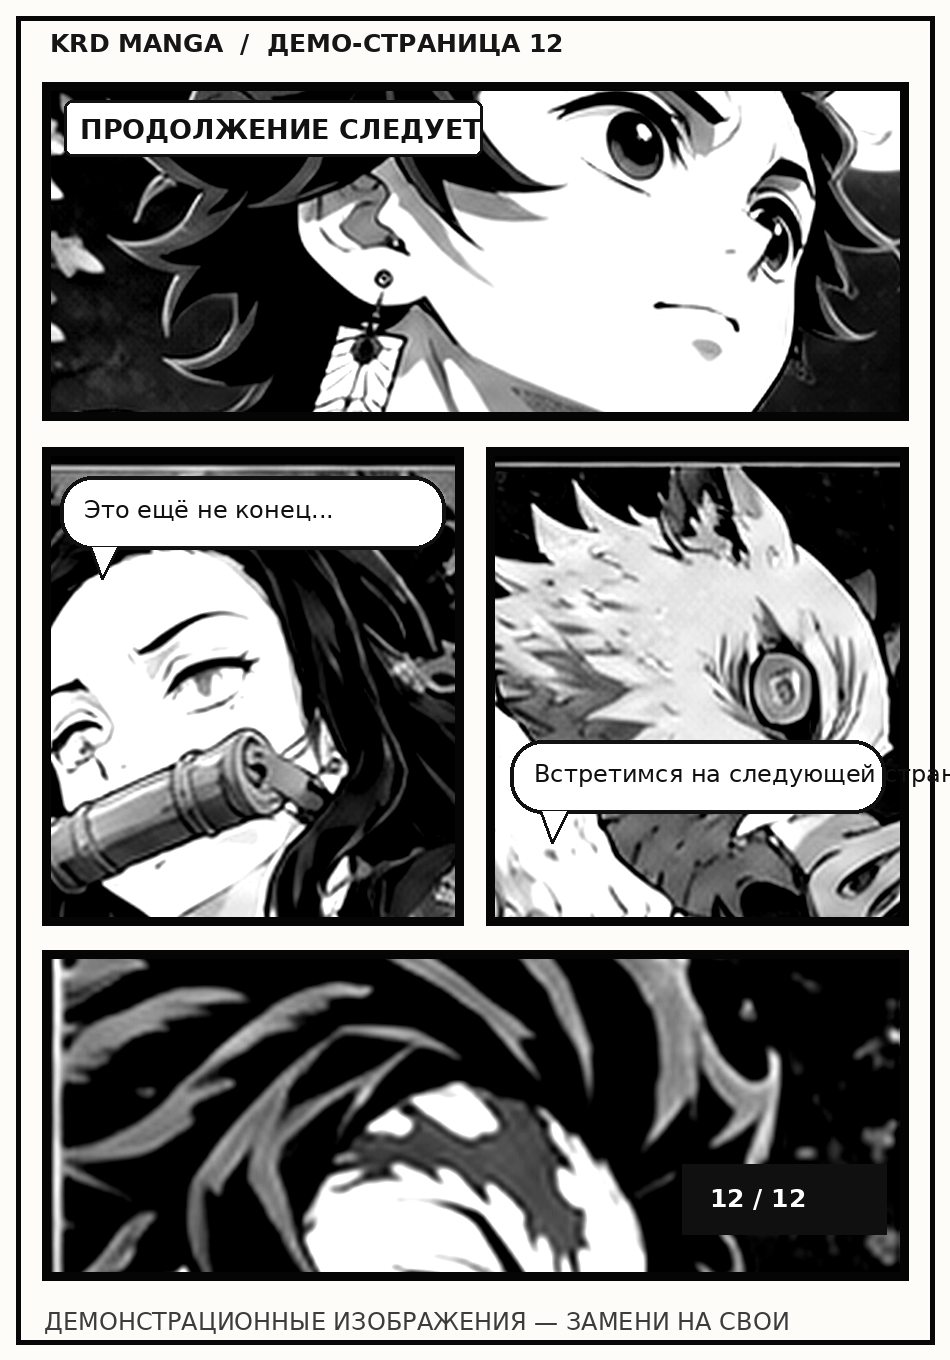 KRD MANGA / ДЕМО-СТРАНИЦА 12
ПРОДОЛЖЕНИЕ СЛЕДУЕТ
Это ещё не конец...
Встретимся на следующей стран
12 / 12
ДЕМОНСТРАЦИОННЫЕ ИЗОБРАЖЕНИЯ — ЗАМЕНИ НА СВОИ